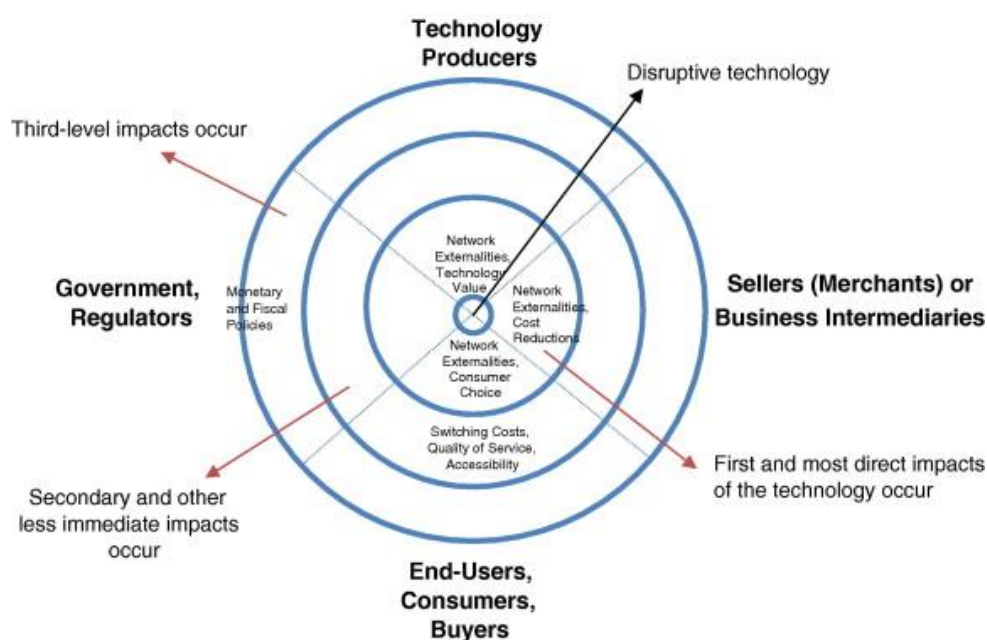 Technology
Producers
Disruptive technology
Third-level impacts occur
Network
Externalities,
Technology
Value
Government,
Regulators
Monetary
and Fiscal
Policies
Network
Externalities,
Cost
Reductions
Sellers (Merchants) or
Business Intermediaries
Network
Externalities,
Consumer
Choice
Switching Costs,
Quality of Service,
Accessibility
First and most direct impacts
of the technology occur
Secondary and other
less immediate impacts
occur
End-Users,
Consumers,
Buyers